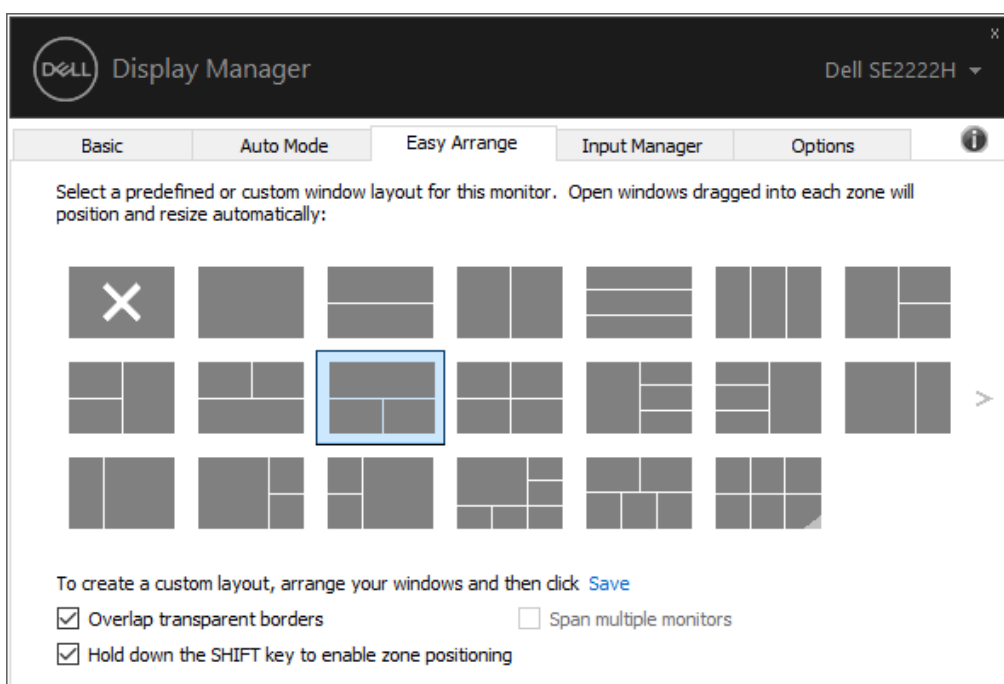 DELL Display Manager
x
Dell SE2222H
Basic Auto Mode Easy Arrange Input Manager Options
Select a predefined or custom window layout for this monitor. Open windows dragged into each zone will
position and resize automatically:
>
To create a custom layout, arrange your windows and then click Save
Overlap transparent borders Span multiple monitors
Hold down the SHIFT key to enable zone positioning